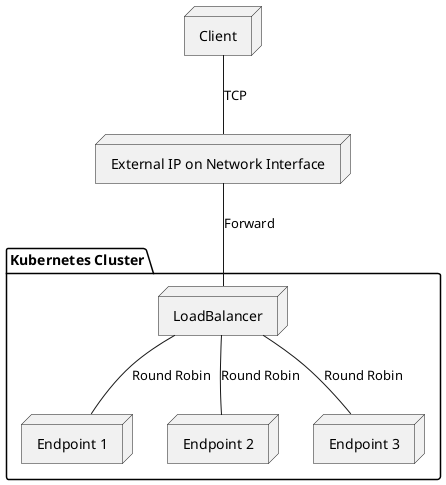 Client
TCP
External IP on Network Interface
Forward
Kubernetes Cluster
LoadBalancer
Round Robin
Round Robin
Round Robin
Endpoint 1
Endpoint 2
Endpoint 3